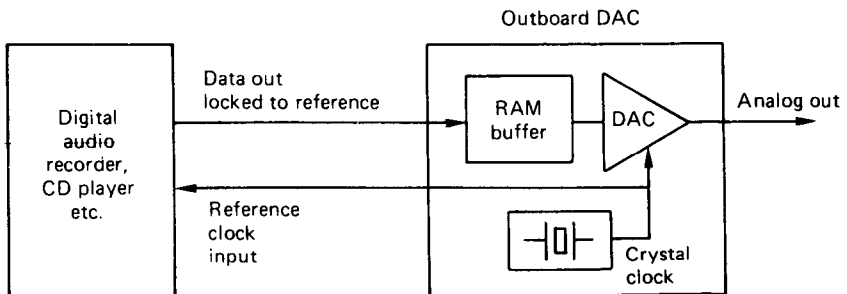 Outboard DAC
Digital
audio
recorder,
CD player
etc.
Data out
locked to reference
RAM
buffer
DAC
Analog out
Reference
clock
input
Crystal
clock